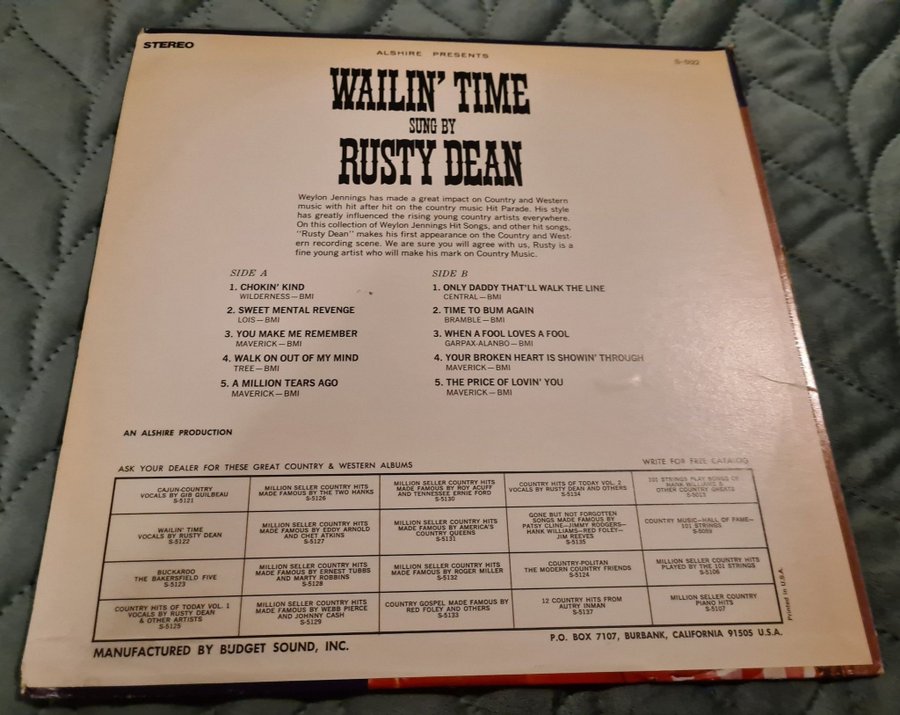 STEREO
ALSHIRE PRESENTS
S-5122
WAILIN' TIME
SUNG BY
RUSTY DEAN
Weylon Jennings has made a great impact on Country and Western
music with hit after hit on the country music Hit Parade. His style
has greatly influenced the rising young country artists everywhere.
On this collection of Weylon Jennings Hit Songs, and other hit songs,
"Rusty Dean" makes his first appearance on the Country and West-
ern recording scene. We are sure you will agree with us, Rusty is a
fine young artist who will make his mark on Country Music.
SIDE A
1. CHOKIN' KIND
WILDERNESS—BMI
2. SWEET MENTAL REVENGE
LOIS—BMI
3. YOU MAKE ME REMEMBER
MAVERICK—BMI
4. WALK ON OUT OF MY MIND
TREE—BMI
5. A MILLION TEARS AGO
MAVERICK—BMI
SIDE B
1. ONLY DADDY THAT'LL WALK THE LINE
CENTRAL—BMI
2. TIME TO BUM AGAIN
BRAMBLE—BMI
3. WHEN A FOOL LOVES A FOOL
GARPAX-ALANBO—BMI
4. YOUR BROKEN HEART IS SHOWIN' THROUGH
MAVERICK—BMI
5. THE PRICE OF LOVIN' YOU
MAVERICK—BMI
AN ALSHIRE PRODUCTION
ASK YOUR DEALER FOR THESE GREAT COUNTRY & WESTERN ALBUMS
WRITE FOR FREE CATALOG
CAJUN-COUNTRY
VOCALS BY GIB GUILBEAU
S-5121
MILLION SELLER COUNTRY HITS
MADE FAMOUS BY THE TWO HANKS
S-5126
MILLION SELLER COUNTRY HITS
MADE FAMOUS BY ROY ACUFF
AND TENNESSEE ERNIE FORD
S-5130
COUNTRY HITS OF TODAY VOL. 2
VOCALS BY RUSTY DEAN AND OTHERS
S-5134
101 STRINGS PLAY SONGS OF
HANK WILLIAMS &
OTHER COUNTRY GREATS
S-5013
WAILIN' TIME
VOCALS BY RUSTY DEAN
S-5122
MILLION SELLER COUNTRY HITS
MADE FAMOUS BY EDDY ARNOLD
AND CHET ATKINS
S-5127
MILLION SELLER COUNTRY HITS
MADE FAMOUS BY AMERICA'S
COUNTRY QUEENS
S-5131
GONE BUT NOT FORGOTTEN
SONGS MADE FAMOUS BY
PATSY CLINE—JIMMY RODGERS—
HANK WILLIAMS—RED FOLEY—
JIM REEVES
S-5135
COUNTRY MUSIC—HALL OF FAME—
101 STRINGS
S-5059
BUCKAROO
THE BAKERSFIELD FIVE
S-5123
MILLION SELLER COUNTRY HITS
MADE FAMOUS BY ERNEST TUBBS
AND MARTY ROBBINS
S-5128
MILLION SELLER COUNTRY HITS
MADE FAMOUS BY ROGER MILLER
S-5132
COUNTRY-POLITAN
THE MODERN COUNTRY FRIENDS
S-5124
MILLION SELLER COUNTRY HITS
PLAYED BY THE 101 STRINGS
S-5106
COUNTRY HITS OF TODAY VOL. 1
VOCALS BY RUSTY DEAN
& OTHER ARTISTS
S-5125
MILLION SELLER COUNTRY HITS
MADE FAMOUS BY WEBB PIERCE
AND JOHNNY CASH
S-5129
COUNTRY GOSPEL MADE FAMOUS BY
RED FOLEY AND OTHERS
S-5133
12 COUNTRY HITS FROM
AUTRY INMAN
S-5137
MILLION SELLER COUNTRY
PIANO HITS
S-5107
Printed in U.S.A.
MANUFACTURED BY BUDGET SOUND, INC.
P.O. BOX 7107, BURBANK, CALIFORNIA 91505 U.S.A.